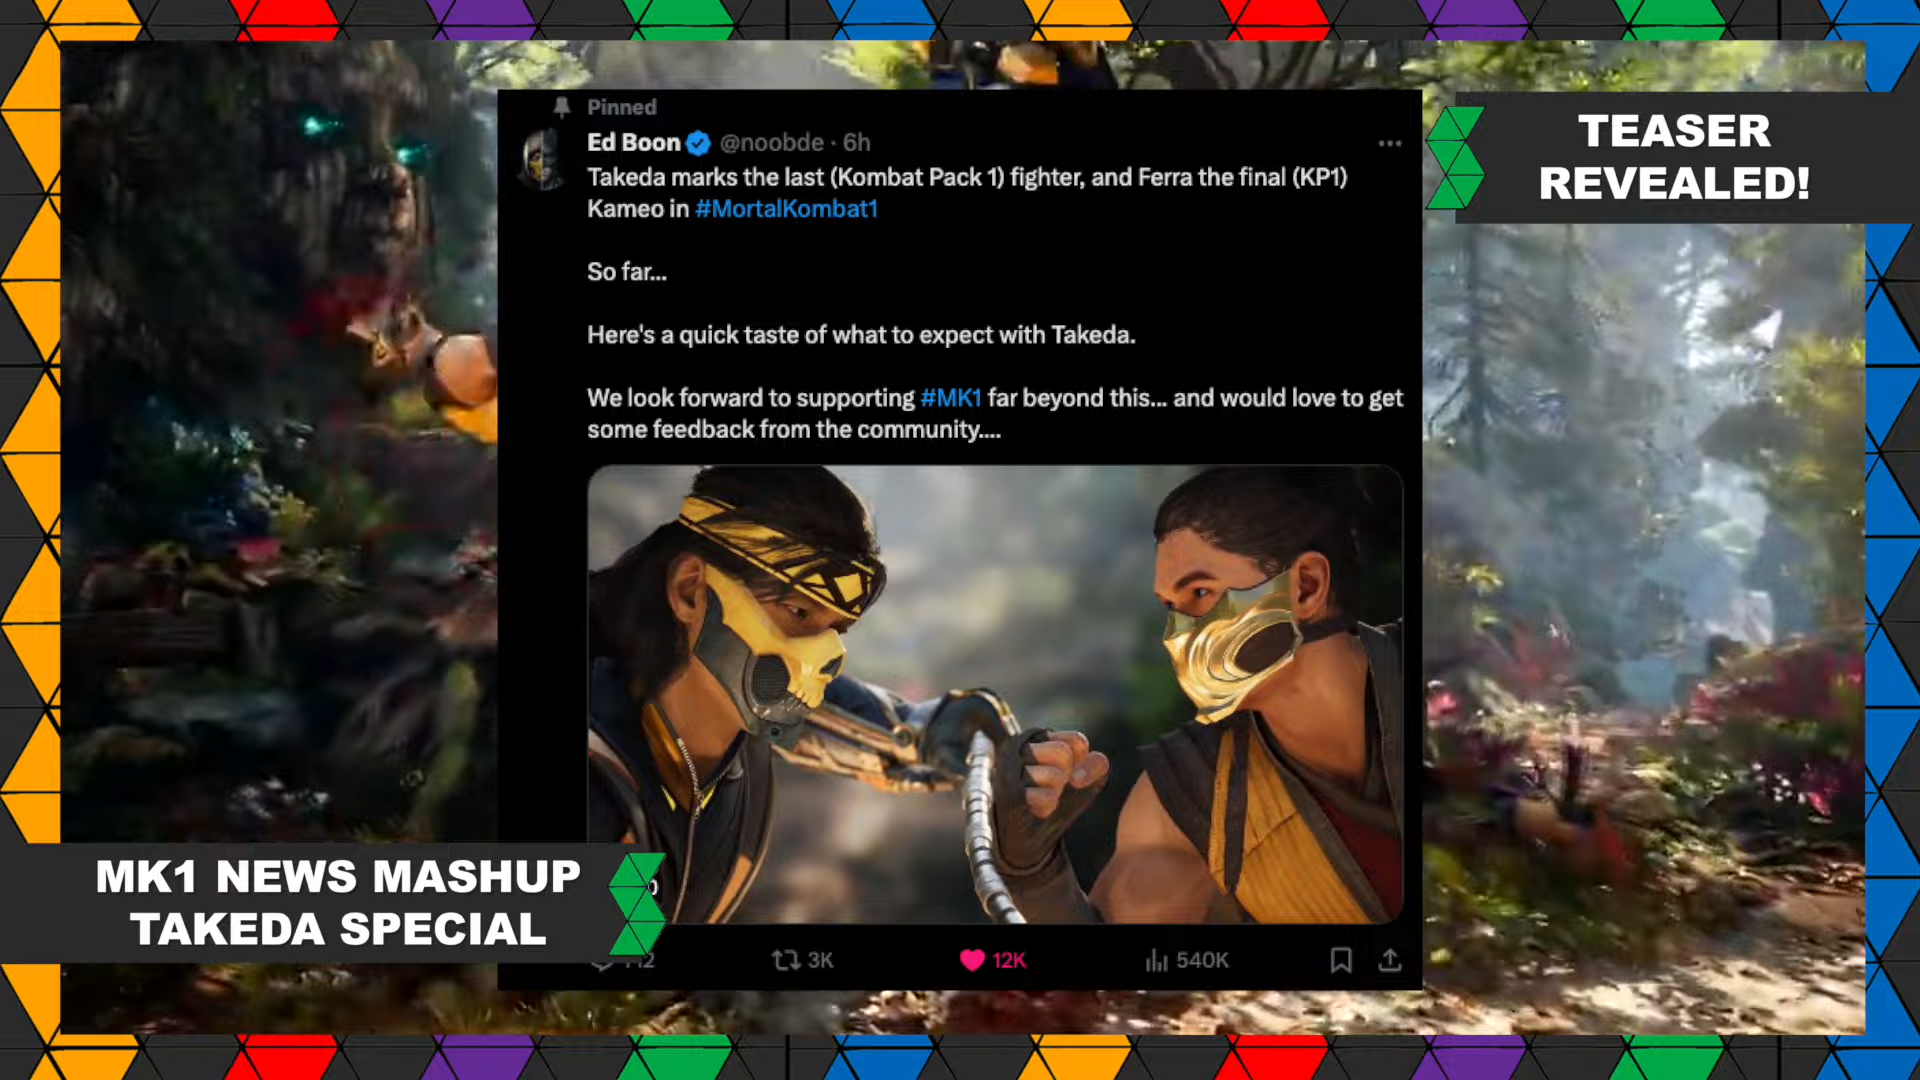 Pinned
Ed Boon @noobde · 6h
Takeda marks the last (Kombat Pack 1) fighter, and Ferra the final (KP1)
Kameo in #MortalKombat1
So far...
Here's a quick taste of what to expect with Takeda.
We look forward to supporting #MK1 far beyond this... and would love to get
some feedback from the community....
3K 12K 540K
TEASER
REVEALED!
MK1 NEWS MASHUP
TAKEDA SPECIAL